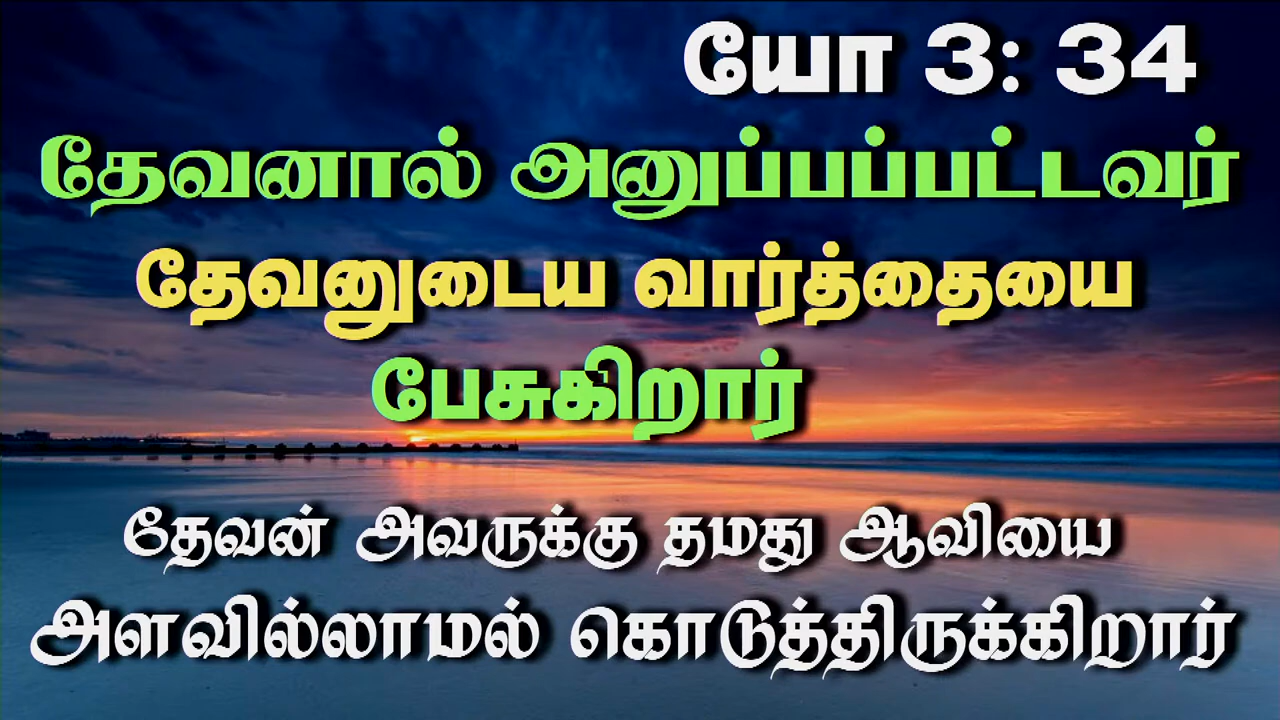 யோ 3: 34
தேவனால் அனுப்பப்பட்டவர்
தேவனுடைய வார்த்தையை
பேசுகிறார்
தேவன் அவருக்கு தமது ஆவியை
அளவில்லாமல் கொடுத்திருக்கிறார்